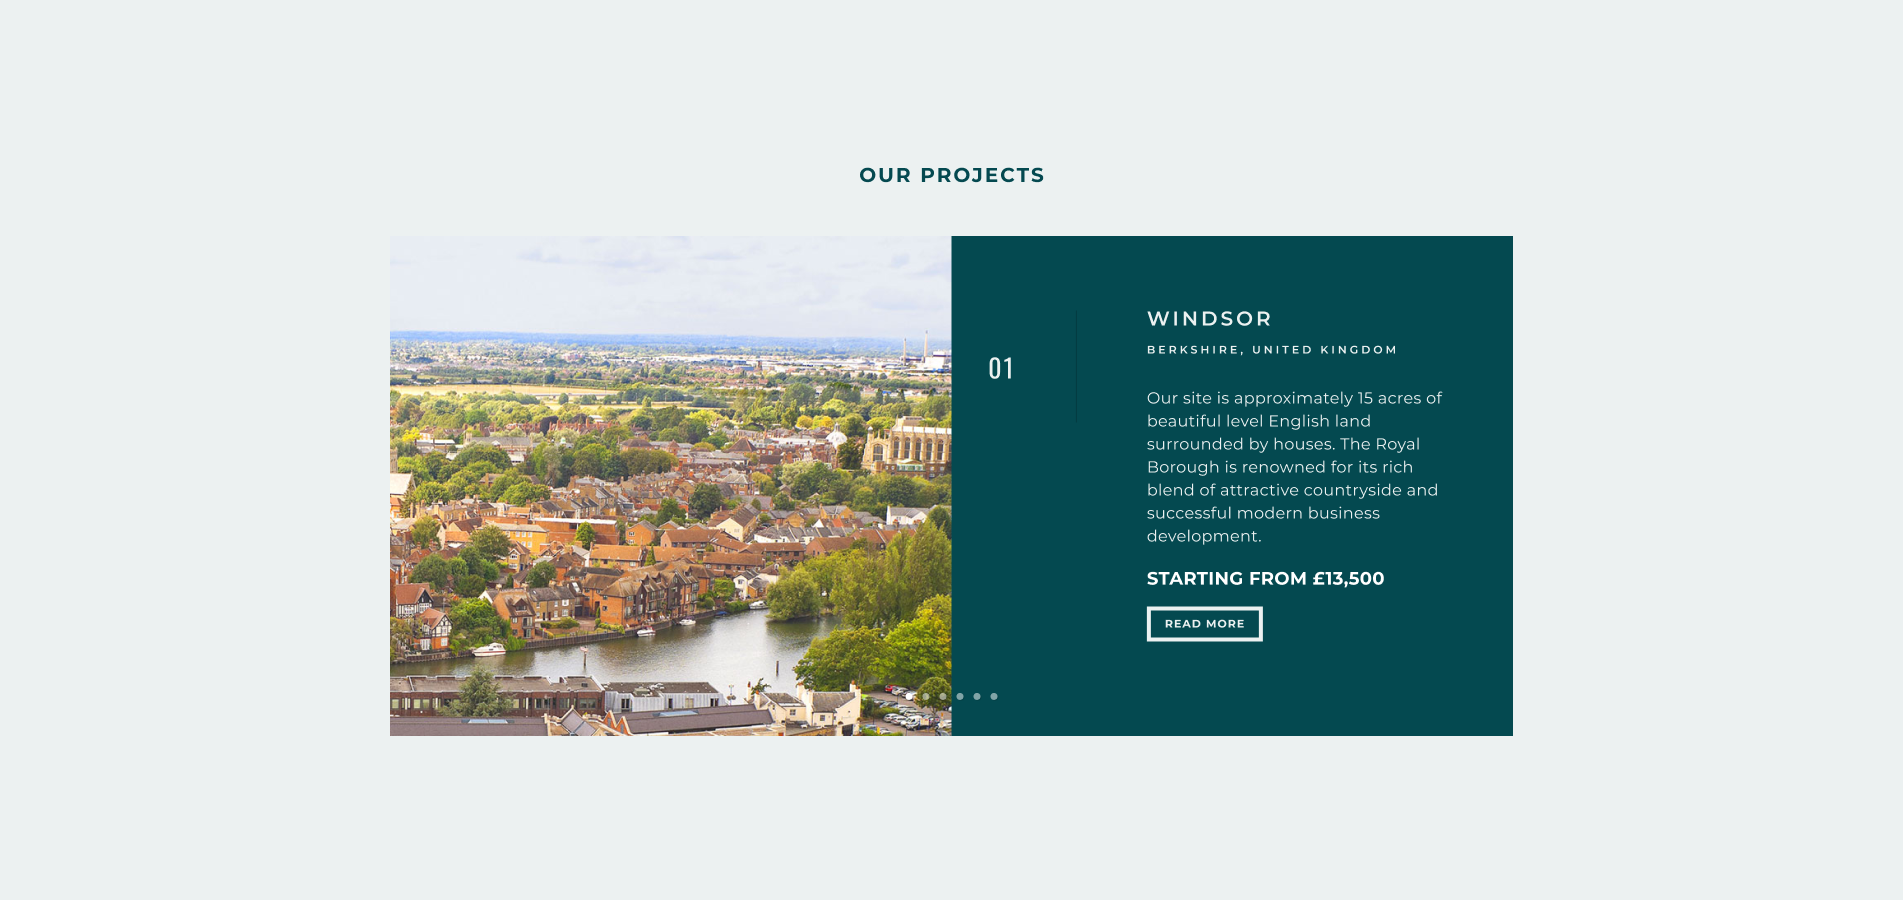 OUR PROJECTS
01
WINDSOR
BERKSHIRE, UNITED KINGDOM
Our site is approximately 15 acres of
beautiful level English land
surrounded by houses. The Royal
Borough is renowned for its rich
blend of attractive countryside and
successful modern business
development.
STARTING FROM £13,500
READ MORE